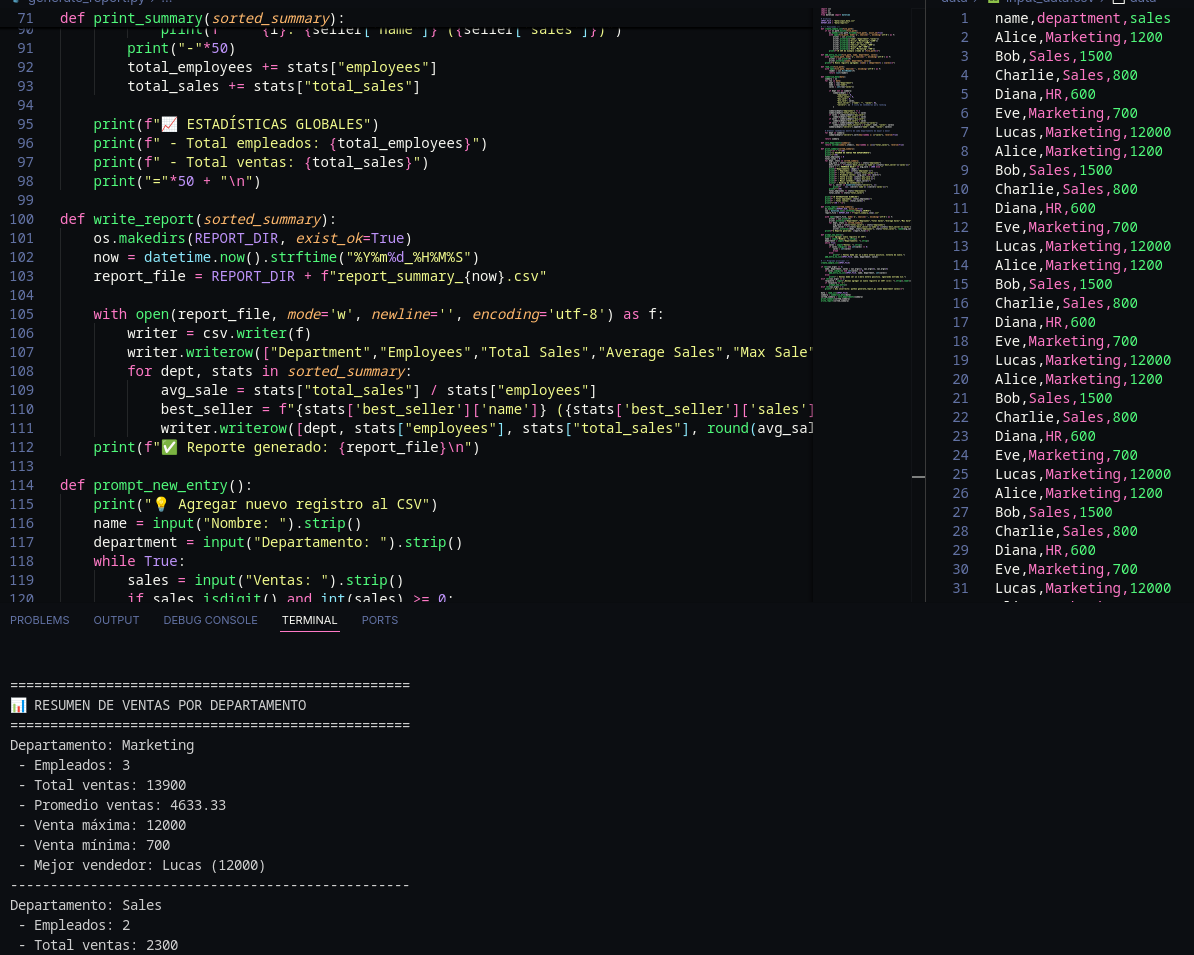 generate_report.py > ...
71 def print_summary(sorted_summary):
90 print(f" {i}. {seller['name']} ({seller['sales']})")
91 print("-"*50)
92 total_employees += stats["employees"]
93 total_sales += stats["total_sales"]
94
95 print(f"📈 ESTADÍSTICAS GLOBALES")
96 print(f" - Total empleados: {total_employees}")
97 print(f" - Total ventas: {total_sales}")
98 print("="*50 + "\n")
99
100 def write_report(sorted_summary):
101 os.makedirs(REPORT_DIR, exist_ok=True)
102 now = datetime.now().strftime("%Y%m%d_%H%M%S")
103 report_file = REPORT_DIR + f"report_summary_{now}.csv"
104
105 with open(report_file, mode='w', newline='', encoding='utf-8') as f:
106 writer = csv.writer(f)
107 writer.writerow(["Department","Employees","Total Sales","Average Sales","Max Sale"
108 for dept, stats in sorted_summary:
109 avg_sale = stats["total_sales"] / stats["employees"]
110 best_seller = f"{stats['best_seller']['name']} ({stats['best_seller']['sales']
111 writer.writerow([dept, stats["employees"], stats["total_sales"], round(avg_sal
112 print(f"✅ Reporte generado: {report_file}\n")
113
114 def prompt_new_entry():
115 print("💡 Agregar nuevo registro al CSV")
116 name = input("Nombre: ").strip()
117 department = input("Departamento: ").strip()
118 while True:
119 sales = input("Ventas: ").strip()
120 if sales.isdigit() and int(sales) >= 0:
data > input_data.csv > data
1 name,department,sales
2 Alice,Marketing,1200
3 Bob,Sales,1500
4 Charlie,Sales,800
5 Diana,HR,600
6 Eve,Marketing,700
7 Lucas,Marketing,12000
8 Alice,Marketing,1200
9 Bob,Sales,1500
10 Charlie,Sales,800
11 Diana,HR,600
12 Eve,Marketing,700
13 Lucas,Marketing,12000
14 Alice,Marketing,1200
15 Bob,Sales,1500
16 Charlie,Sales,800
17 Diana,HR,600
18 Eve,Marketing,700
19 Lucas,Marketing,12000
20 Alice,Marketing,1200
21 Bob,Sales,1500
22 Charlie,Sales,800
23 Diana,HR,600
24 Eve,Marketing,700
25 Lucas,Marketing,12000
26 Alice,Marketing,1200
27 Bob,Sales,1500
28 Charlie,Sales,800
29 Diana,HR,600
30 Eve,Marketing,700
31 Lucas,Marketing,12000
PROBLEMS OUTPUT DEBUG CONSOLE TERMINAL PORTS
==================================================
📊 RESUMEN DE VENTAS POR DEPARTAMENTO
==================================================
Departamento: Marketing
- Empleados: 3
- Total ventas: 13900
- Promedio ventas: 4633.33
- Venta máxima: 12000
- Venta mínima: 700
- Mejor vendedor: Lucas (12000)
--------------------------------------------------
Departamento: Sales
- Empleados: 2
- Total ventas: 2300